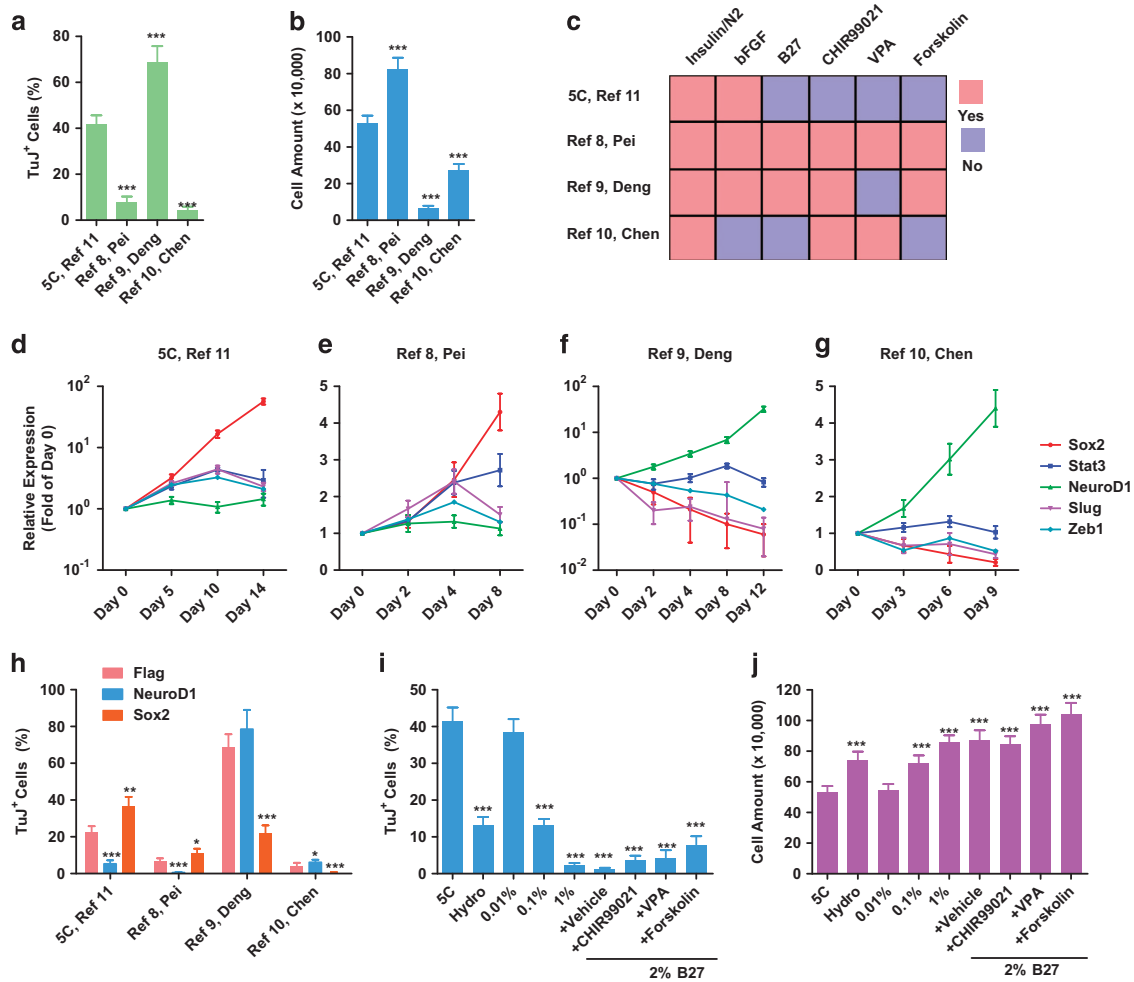 a
TuJ+ Cells (%)
80
60
40
20
0
***
***
***
5C, Ref 11
Ref 8, Pei
Ref 9, Deng
Ref 10, Chen
b
Cell Amount (x 10,000)
100
80
60
40
20
0
***
***
***
5C, Ref 11
Ref 8, Pei
Ref 9, Deng
Ref 10, Chen
c
Insulin/N2
bFGF
B27
CHIR99021
VPA
Forskolin
5C, Ref 11
Ref 8, Pei
Ref 9, Deng
Ref 10, Chen
Yes
No
d
5C, Ref 11
Relative Expression
(Fold of Day 0)
10^2
10^1
10^0
10^-1
Day 0
Day 5
Day 10
Day 14
e
Ref 8, Pei
5
4
3
2
1
0
Day 0
Day 2
Day 4
Day 8
f
Ref 9, Deng
10^2
10^1
10^0
10^-1
10^-2
Day 0
Day 2
Day 4
Day 8
Day 12
g
Ref 10, Chen
5
4
3
2
1
0
Day 0
Day 3
Day 6
Day 9
Sox2
Stat3
NeuroD1
Slug
Zeb1
h
Flag
NeuroD1
Sox2
TuJ+ Cells (%)
100
80
60
40
20
0
***
**
***
*
***
*
***
5C, Ref 11
Ref 8, Pei
Ref 9, Deng
Ref 10, Chen
i
TuJ+ Cells (%)
50
40
30
20
10
0
***
***
***
***
***
***
***
5C
Hydro
0.01%
0.1%
1%
+Vehicle
+CHIR99021
+VPA
+Forskolin
2% B27
j
Cell Amount (x 10,000)
120
100
80
60
40
20
0
***
***
***
***
***
***
***
5C
Hydro
0.01%
0.1%
1%
+Vehicle
+CHIR99021
+VPA
+Forskolin
2% B27